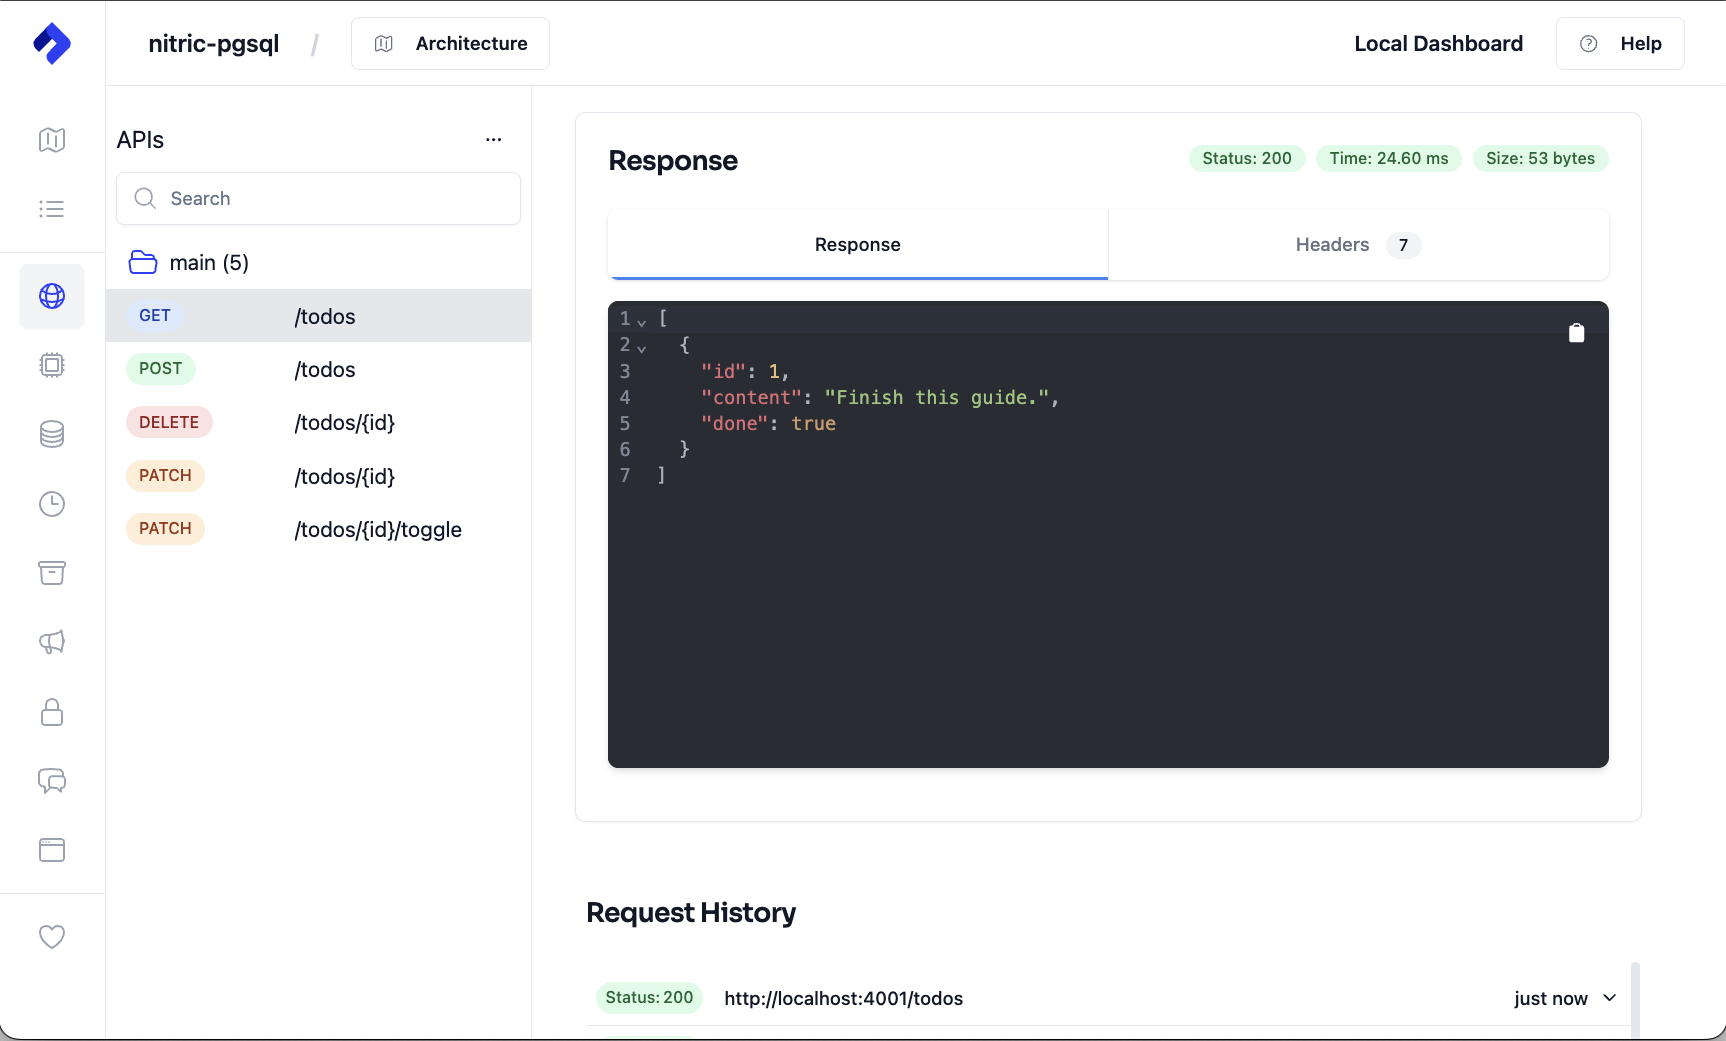 nitric-pgsql / Architecture
Local Dashboard Help
APIs ...
Search
main (5)
GET /todos
POST /todos
DELETE /todos/{id}
PATCH /todos/{id}
PATCH /todos/{id}/toggle
Response
Status: 200 Time: 24.60 ms Size: 53 bytes
Response Headers 7
1 [
2 {
3 "id": 1,
4 "content": "Finish this guide.",
5 "done": true
6 }
7 ]
Request History
Status: 200 http://localhost:4001/todos just now